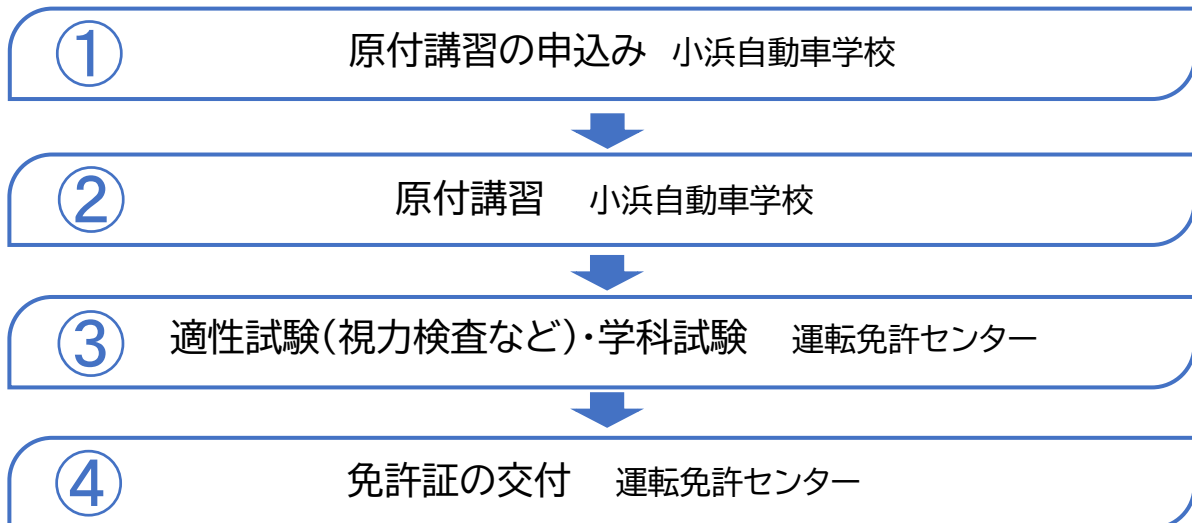 ① 原付講習の申込み 小浜自動車学校
② 原付講習 小浜自動車学校
③ 適性試験(視力検査など)・学科試験 運転免許センター
④ 免許証の交付 運転免許センター